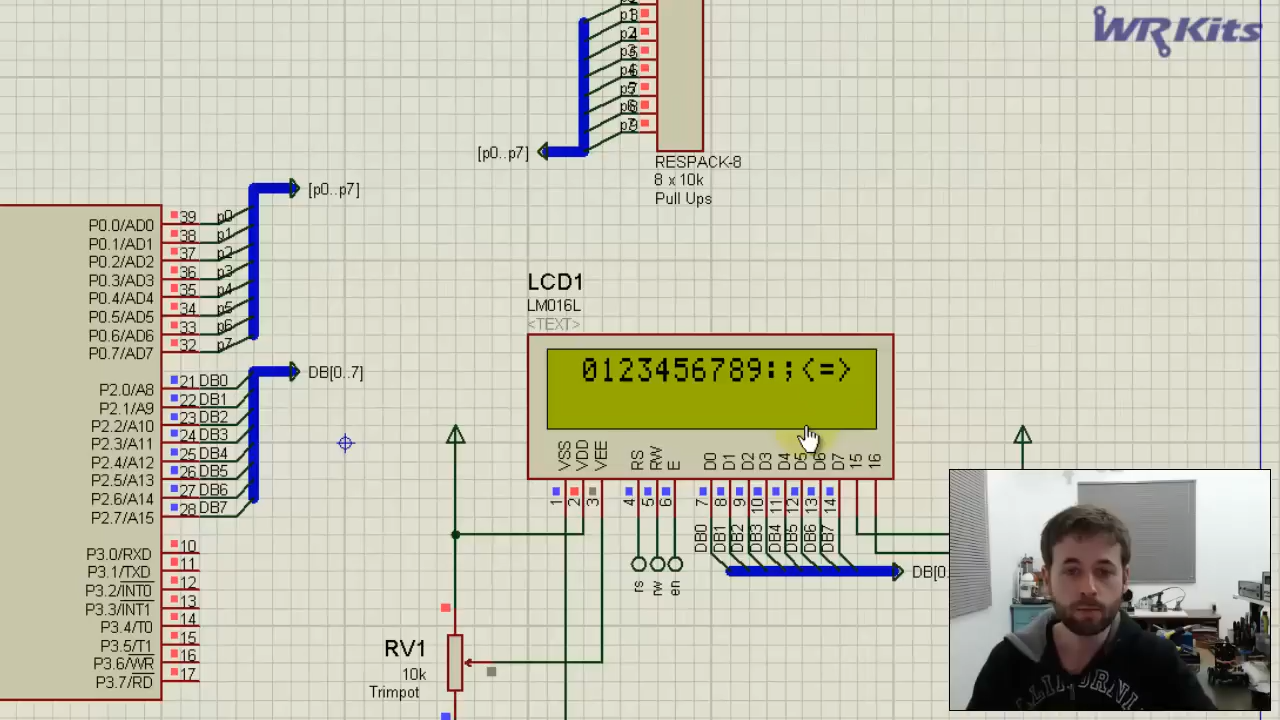 WRKits
p1
p2
p3
p4
p5
p6
[p0..p7]
RESPACK-8
8 x 10k
Pull Ups
[p0..p7]
P0.0/AD0 39 p0
P0.1/AD1 38 p1
P0.2/AD2 37 p2
P0.3/AD3 36 p3
P0.4/AD4 35 p4
P0.5/AD5 34 p5
P0.6/AD6 33 p6
P0.7/AD7 32 p7
DB[0..7]
P2.0/A8 21 DB0
P2.1/A9 22 DB1
P2.2/A10 23 DB2
P2.3/A11 24 DB3
P2.4/A12 25 DB4
P2.5/A13 26 DB5
P2.6/A14 27 DB6
P2.7/A15 28 DB7
P3.0/RXD 10
P3.1/TXD 11
P3.2/INT0 12
P3.3/INT1 13
P3.4/T0 14
P3.5/T1 15
P3.6/WR 16
P3.7/RD 17
LCD1
LM016L
<TEXT>
0123456789:;<=>
VSS VDD VEE RS RW E D0 D1 D2 D3 D4 D5 D6 D7 15 16
1 2 3 4 5 6 7 8 9 10 11 12 13 14
DB0 DB1 DB2 DB3 DB4 DB5 DB6 DB7
rs rw en
DB[0.
RV1
10k
Trimpot